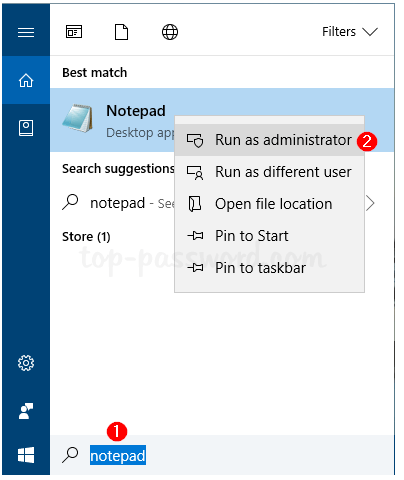 Filters
Best match
Notepad
Desktop app
Run as administrator 2
Run as different user
Search suggestions
notepad - See
Open file location
Store (1)
Pin to Start
top-password.com
Pin to taskbar
1
notepad